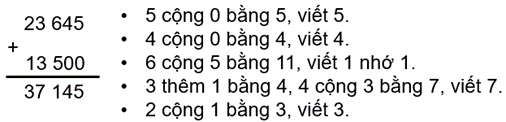 23 645
+
13 500
37 145
• 5 cộng 0 bằng 5, viết 5.
• 4 cộng 0 bằng 4, viết 4.
• 6 cộng 5 bằng 11, viết 1 nhớ 1.
• 3 thêm 1 bằng 4, 4 cộng 3 bằng 7, viết 7.
• 2 cộng 1 bằng 3, viết 3.